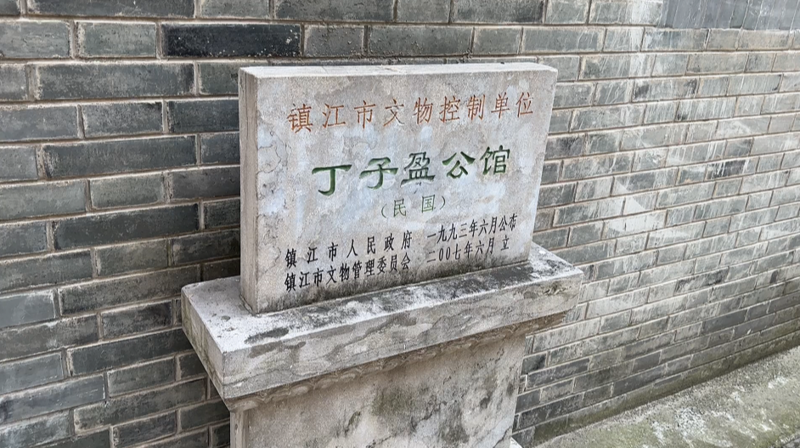 镇江市文物控制单位
丁子盈公馆
（民国）
镇江市人民政府 一九九三年六月公布
镇江市文物管理委员会 二00七年六月立